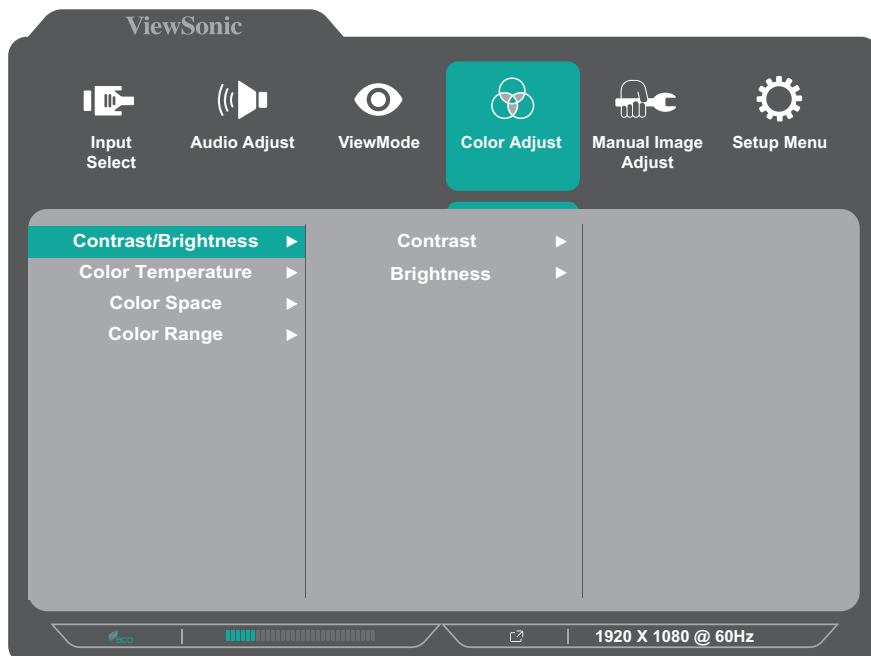 ViewSonic
Input
Select
Audio Adjust
ViewMode
Color Adjust
Manual Image
Adjust
Setup Menu
Contrast/Brightness
Contrast
Color Temperature
Brightness
Color Space
Color Range
eco
1920 X 1080 @ 60Hz